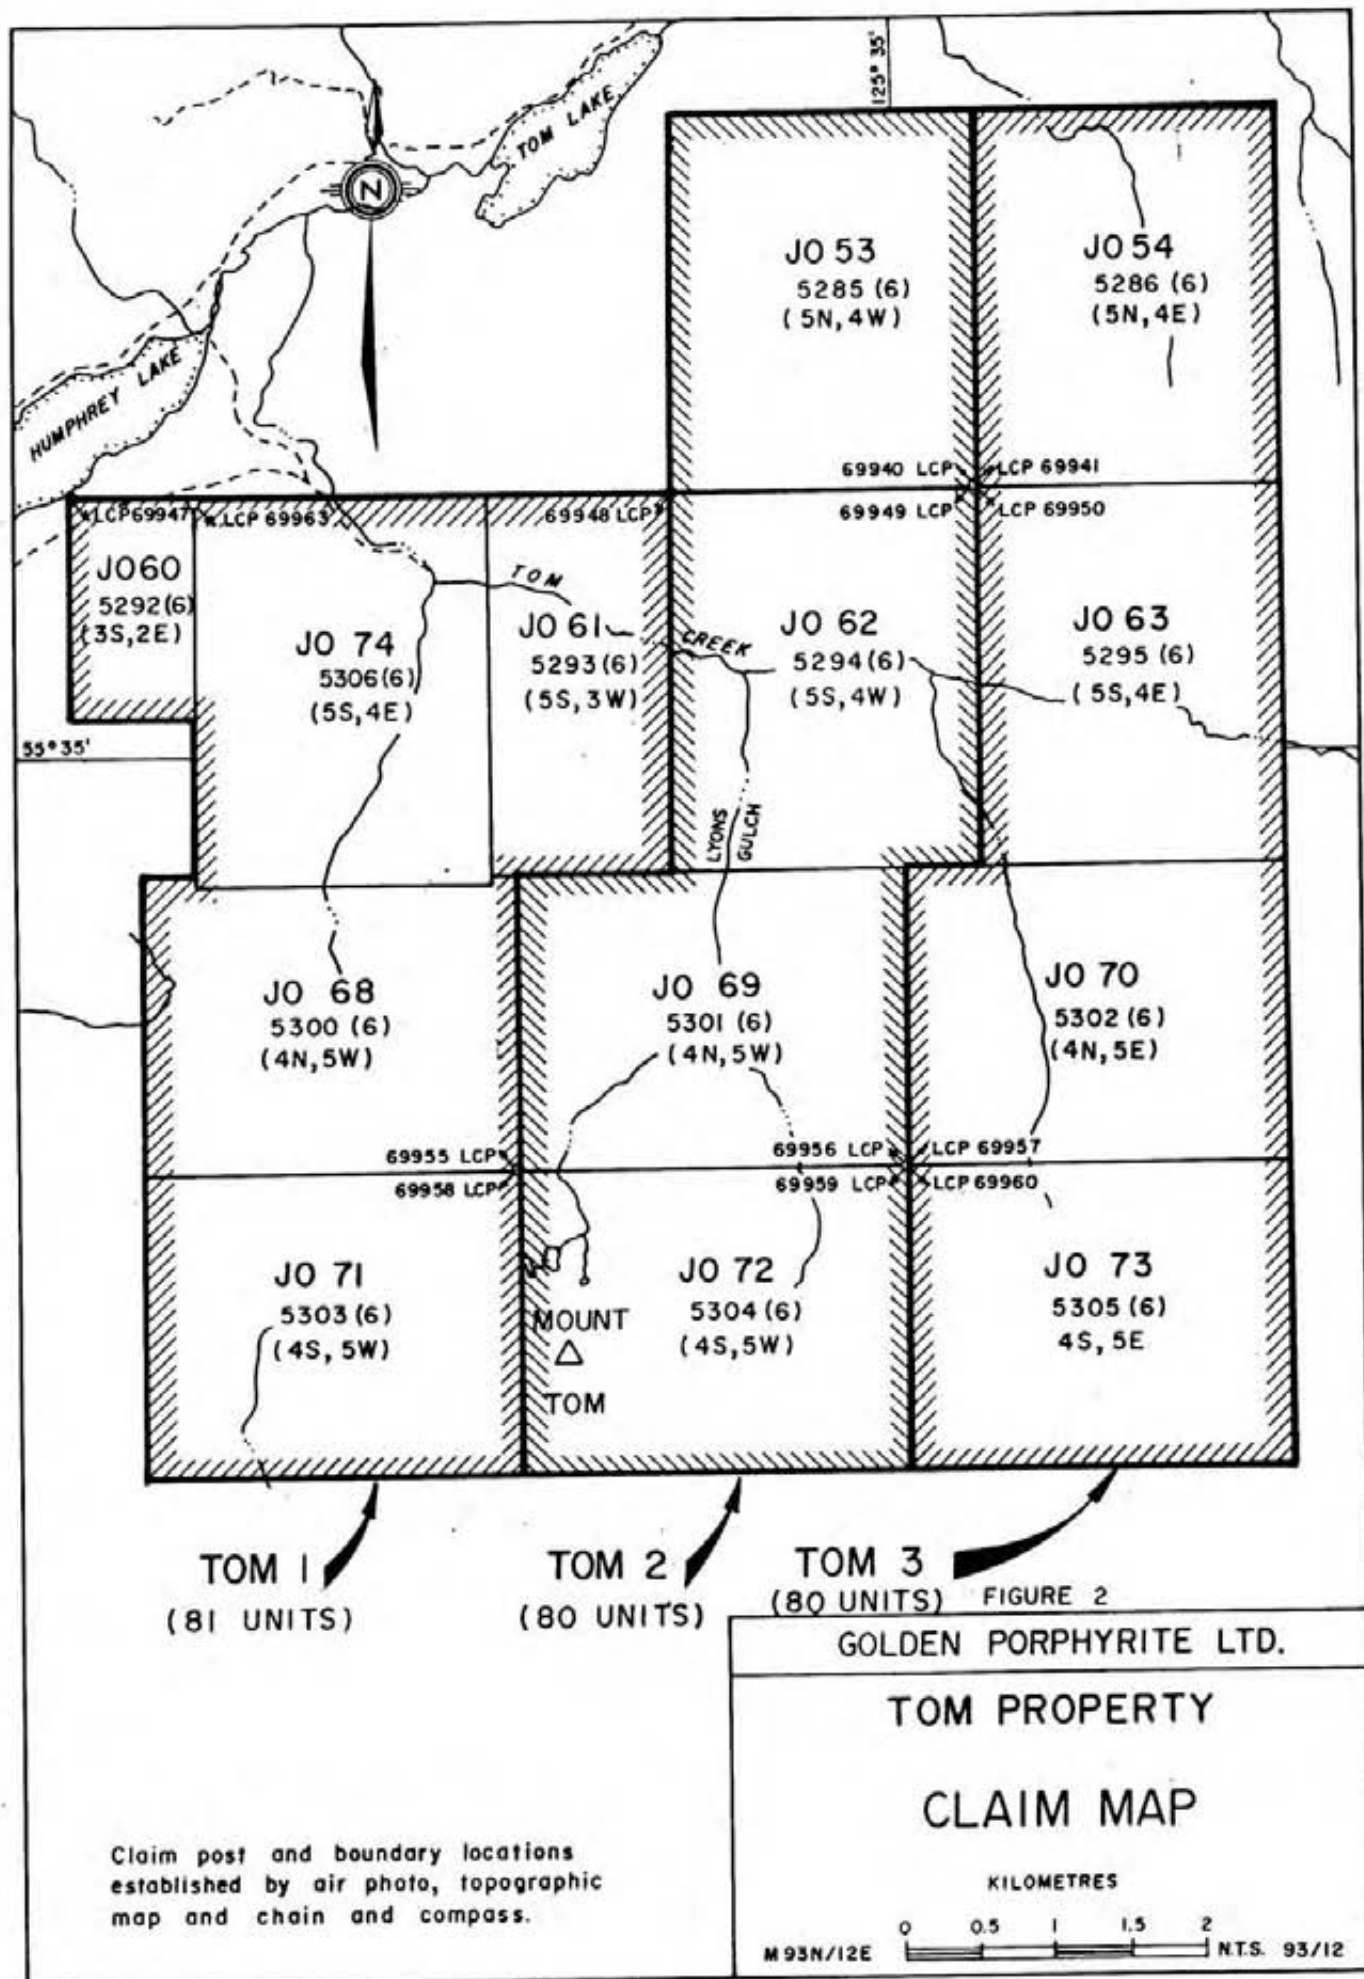 125° 35'
TOM LAKE
N
HUMPHREY LAKE
JO 53
5285 (6)
(5N, 4W)
JO 54
5286 (6)
(5N, 4E)
69940 LCP
LCP 69941
69949 LCP
LCP 69950
LCP 69947
LCP 69963
69948 LCP
JO 60
5292 (6)
(3S, 2E)
JO 74
5306 (6)
(5S, 4E)
TOM
CREEK
JO 61
5293 (6)
(5S, 3W)
JO 62
5294 (6)
(5S, 4W)
JO 63
5295 (6)
(5S, 4E)
55° 35'
LYONS
GULCH
JO 68
5300 (6)
(4N, 5W)
JO 69
5301 (6)
(4N, 5W)
JO 70
5302 (6)
(4N, 5E)
69955 LCP
69958 LCP
69956 LCP
LCP 69957
69959 LCP
LCP 69960
JO 71
5303 (6)
(4S, 5W)
MOUNT
TOM
JO 72
5304 (6)
(4S, 5W)
JO 73
5305 (6)
4S, 5E
TOM 1
(81 UNITS)
TOM 2
(80 UNITS)
TOM 3
(80 UNITS)
FIGURE 2
GOLDEN PORPHYRITE LTD.
TOM PROPERTY
CLAIM MAP
KILOMETRES
0 0.5 1 1.5 2
M 93N/12E
N.T.S. 93/12
Claim post and boundary locations
established by air photo, topographic
map and chain and compass.